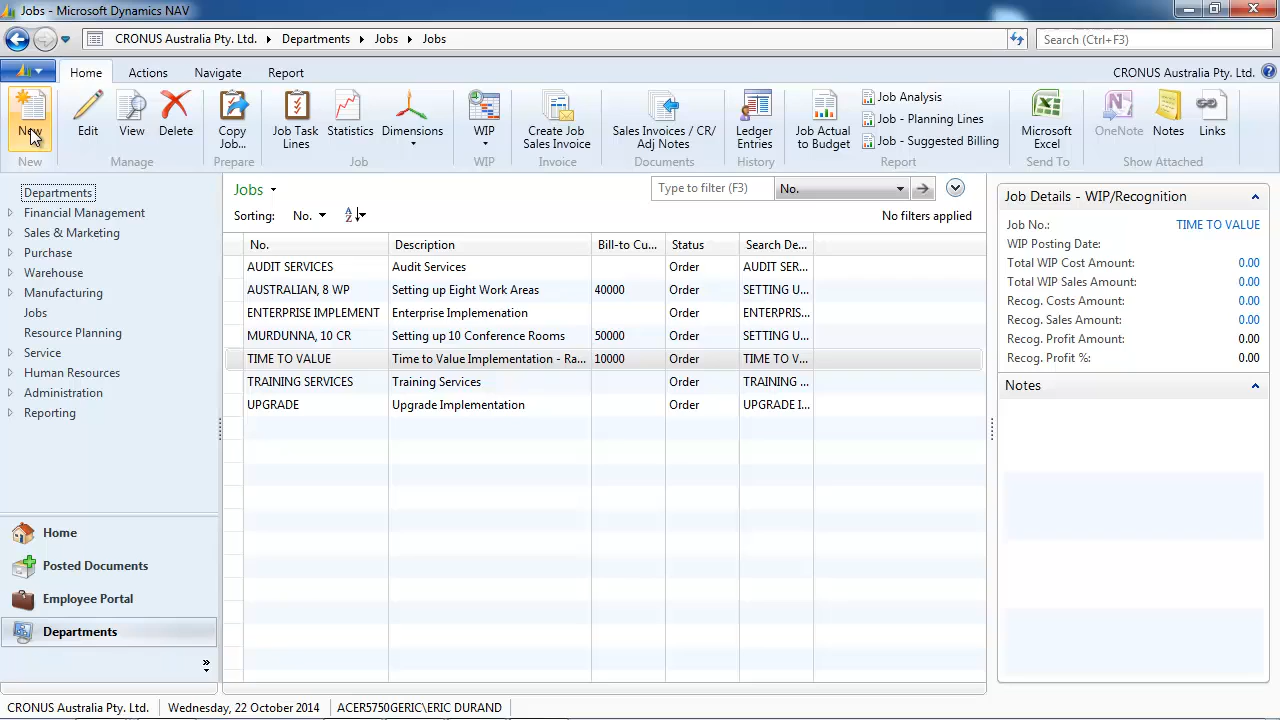 Jobs - Microsoft Dynamics NAV
CRONUS Australia Pty. Ltd. Departments Jobs Jobs
Search (Ctrl+F3)
Home Actions Navigate Report
CRONUS Australia Pty. Ltd.
New
New
Edit
View
Delete
Manage
Copy Job...
Prepare
Job Task Lines
Statistics
Dimensions
Job
WIP
WIP
Create Job Sales Invoice
Invoice
Sales Invoices / CR/ Adj Notes
Documents
Ledger Entries
History
Job Actual to Budget
Job Analysis
Job - Planning Lines
Job - Suggested Billing
Report
Microsoft Excel
Send To
OneNote
Notes
Links
Show Attached
Departments
Financial Management
Sales & Marketing
Purchase
Warehouse
Manufacturing
Jobs
Resource Planning
Service
Human Resources
Administration
Reporting
Home
Posted Documents
Employee Portal
Departments
Jobs
Type to filter (F3)
No.
Sorting: No.
No filters applied
No. Description Bill-to Cu... Status Search De...
AUDIT SERVICES Audit Services Order AUDIT SER...
AUSTRALIAN, 8 WP Setting up Eight Work Areas 40000 Order SETTING U...
ENTERPRISE IMPLEMENT Enterprise Implemenation Order ENTERPRIS...
MURDUNNA, 10 CR Setting up 10 Conference Rooms 50000 Order SETTING U...
TIME TO VALUE Time to Value Implementation - Ra... 10000 Order TIME TO V...
TRAINING SERVICES Training Services Order TRAINING ...
UPGRADE Upgrade Implementation Order UPGRADE I...
Job Details - WIP/Recognition
Job No.: TIME TO VALUE
WIP Posting Date:
Total WIP Cost Amount: 0.00
Total WIP Sales Amount: 0.00
Recog. Costs Amount: 0.00
Recog. Sales Amount: 0.00
Recog. Profit Amount: 0.00
Recog. Profit %: 0.00
Notes
CRONUS Australia Pty. Ltd. Wednesday, 22 October 2014 ACER5750GERIC\ERIC DURAND